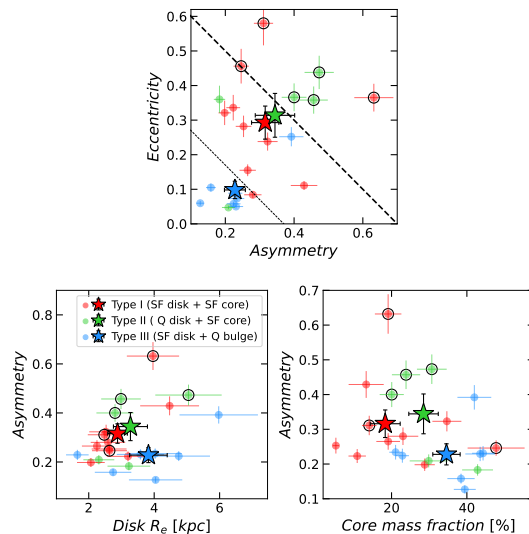 0.6
0.5
0.4
0.3
0.2
0.1
0.0
Eccentricity
0.2 0.4 0.6
Asymmetry
Type I (SF disk + SF core)
Type II ( Q disk + SF core)
Type III (SF disk + Q bulge)
0.8
0.6
0.4
0.2
Asymmetry
2 4 6
Disk Re [kpc]
0.7
0.6
0.5
0.4
0.3
0.2
0.1
Asymmetry
20 40
Core mass fraction [%]